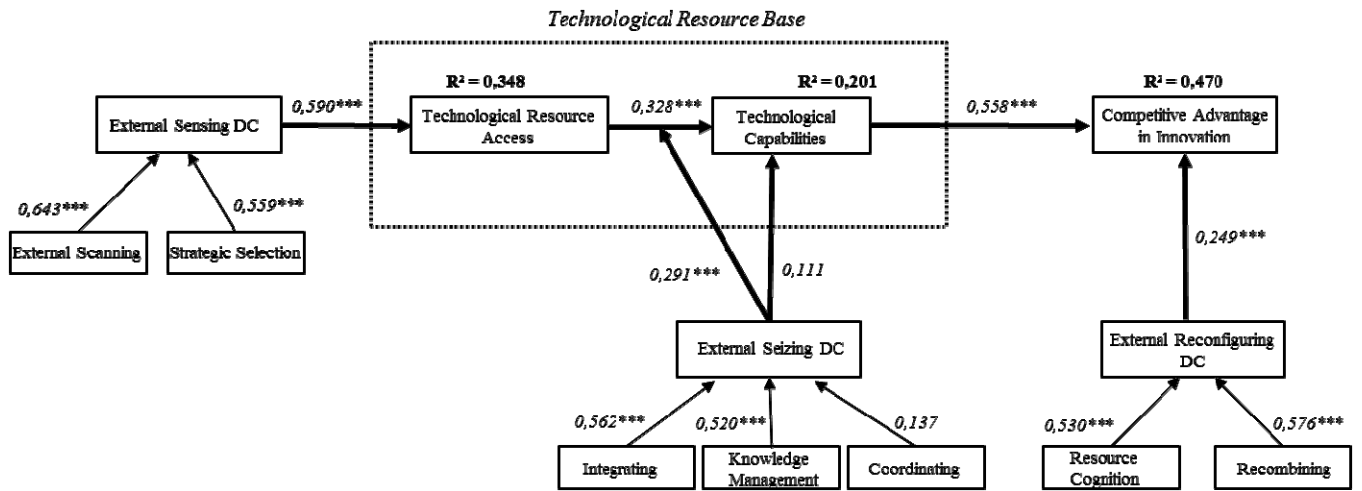 Technological Resource Base
R² = 0,348
R² = 0,201
R² = 0,470
0,590***
0,328***
0,558***
External Sensing DC
Technological Resource
Access
Technological
Capabilities
Competitive Advantage
in Innovation
0,643***
0,559***
External Scanning
Strategic Selection
0,291***
0,111
0,249***
External Seizing DC
External Reconfiguring
DC
0,562***
0,520***
0,137
0,530***
0,576***
Integrating
Knowledge
Management
Coordinating
Resource
Cognition
Recombining